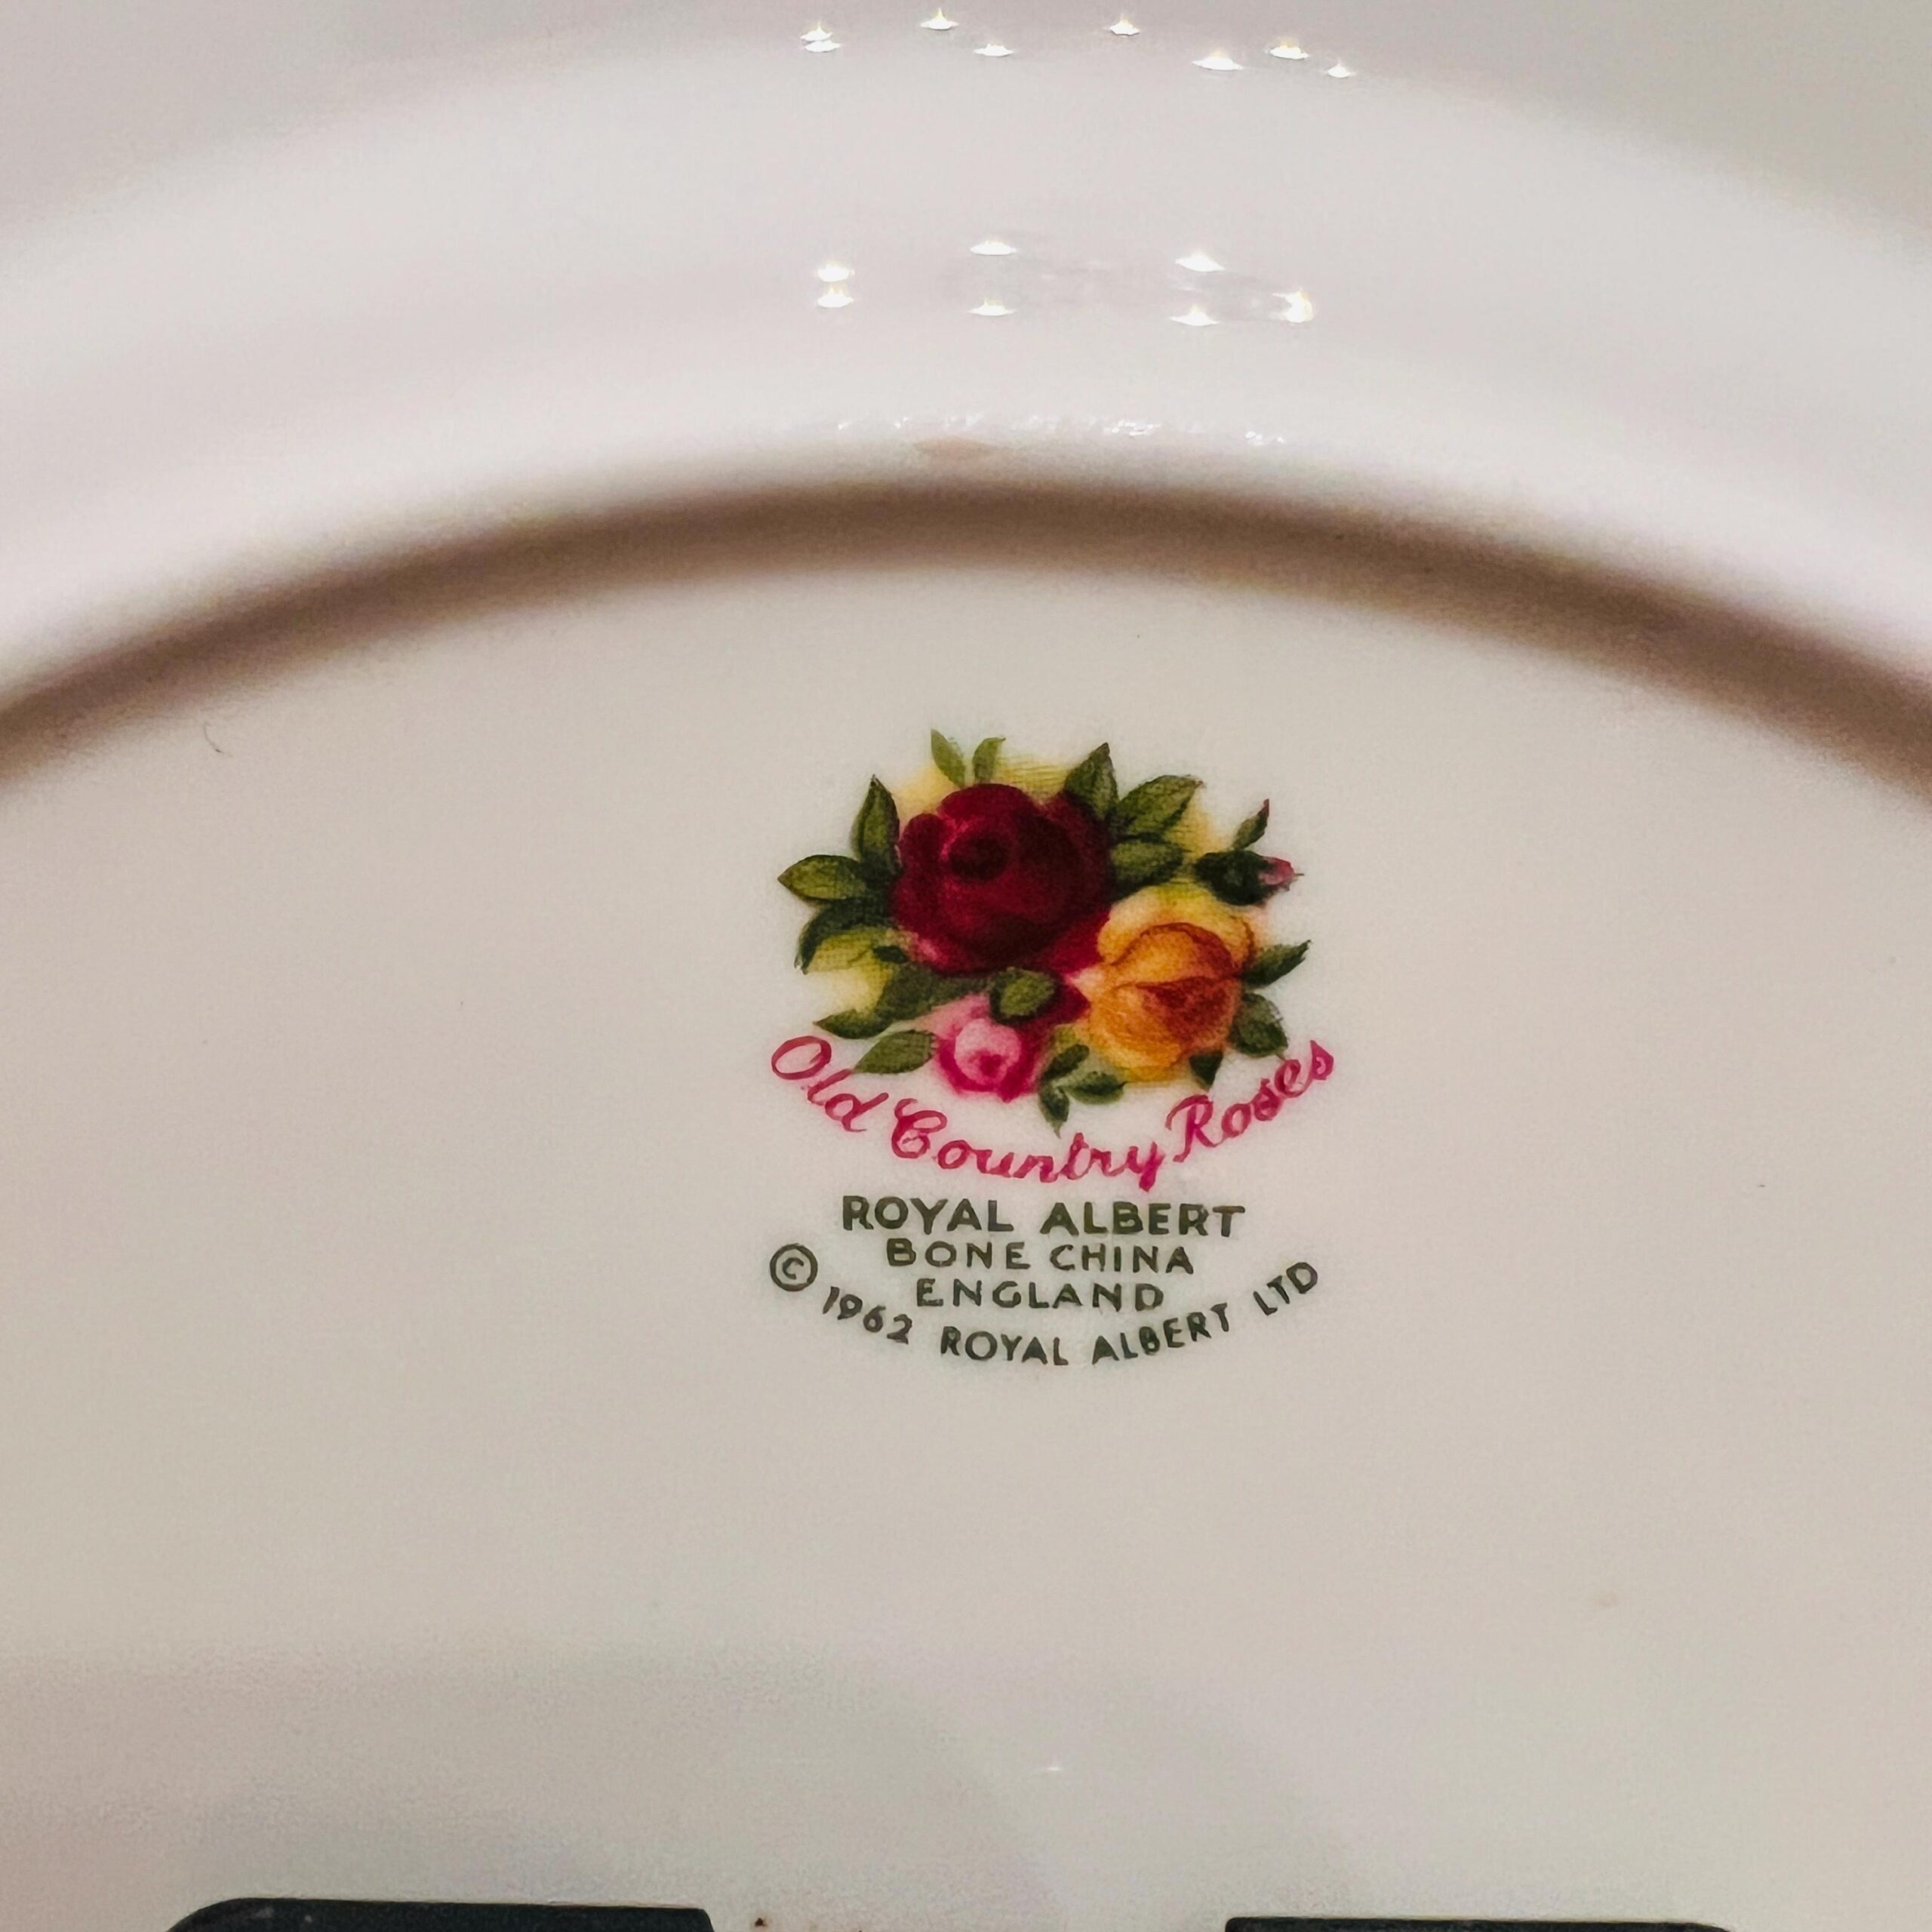 Old Country Roses
ROYAL ALBERT
BONE CHINA
ENGLAND
© 1962 ROYAL ALBERT LTD